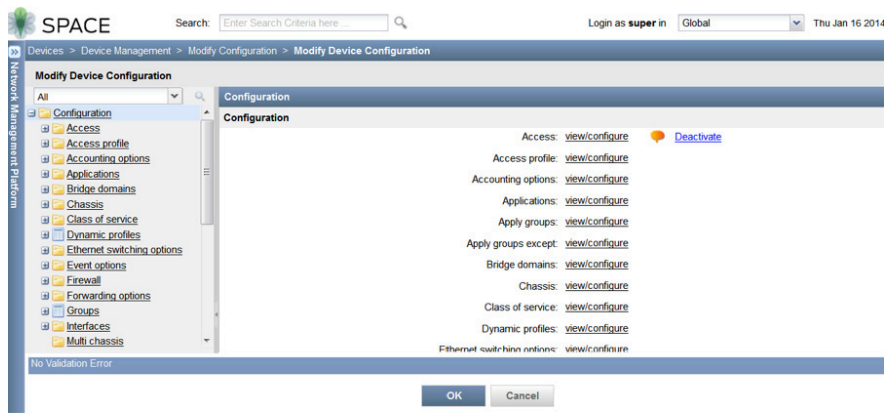 SPACE Search: Enter Search Criteria here ... Login as super in Global Thu Jan 16 2014
Devices > Device Management > Modify Configuration > Modify Device Configuration
Network Management Platform
Modify Device Configuration
All
Configuration
Access
Access profile
Accounting options
Applications
Bridge domains
Chassis
Class of service
Dynamic profiles
Ethernet switching options
Event options
Firewall
Forwarding options
Groups
Interfaces
Multi chassis
Configuration
Configuration
Access: view/configure Deactivate
Access profile: view/configure
Accounting options: view/configure
Applications: view/configure
Apply groups: view/configure
Apply groups except: view/configure
Bridge domains: view/configure
Chassis: view/configure
Class of service: view/configure
Dynamic profiles: view/configure
Ethernet switching options: view/configure
No Validation Error
OK Cancel